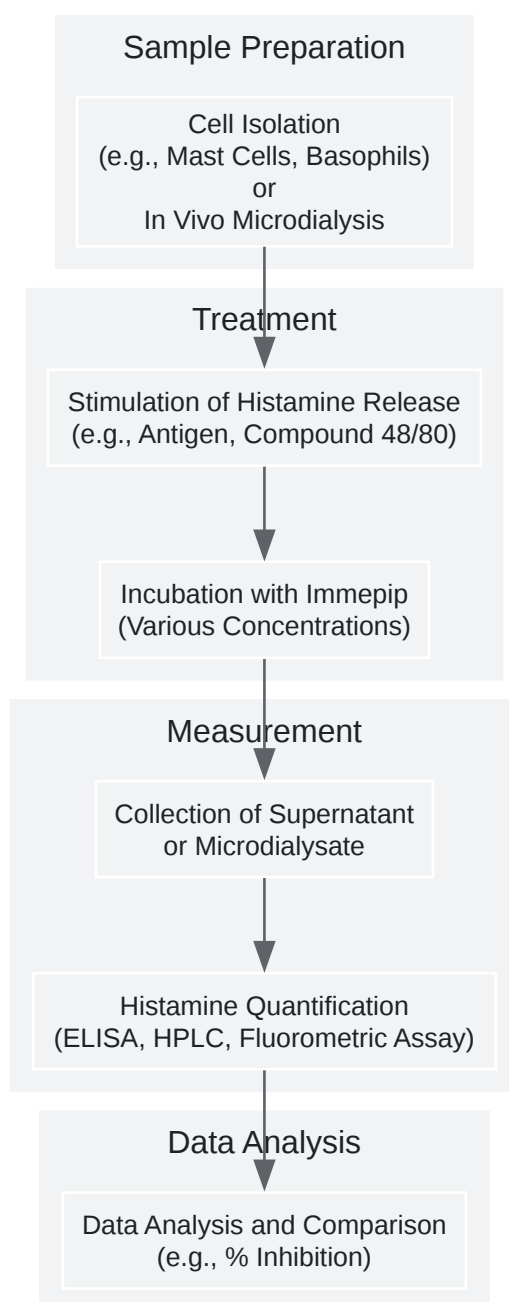 Sample Preparation
Cell Isolation
(e.g., Mast Cells, Basophils)
or
In Vivo Microdialysis
Treatment
Stimulation of Histamine Release
(e.g., Antigen, Compound 48/80)
Incubation with Immepip
(Various Concentrations)
Measurement
Collection of Supernatant
or Microdialysate
Histamine Quantification
(ELISA, HPLC, Fluorometric Assay)
Data Analysis
Data Analysis and Comparison
(e.g., % Inhibition)